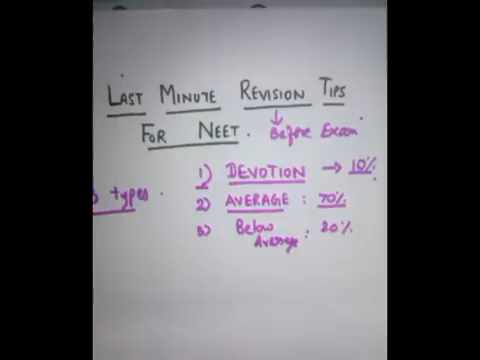 LAST MINUTE REVISION TIPS
FOR NEET.
Before Exam
types.
1) DEVOTION → 10%
2) AVERAGE : 70%
3) Below Average : 20%